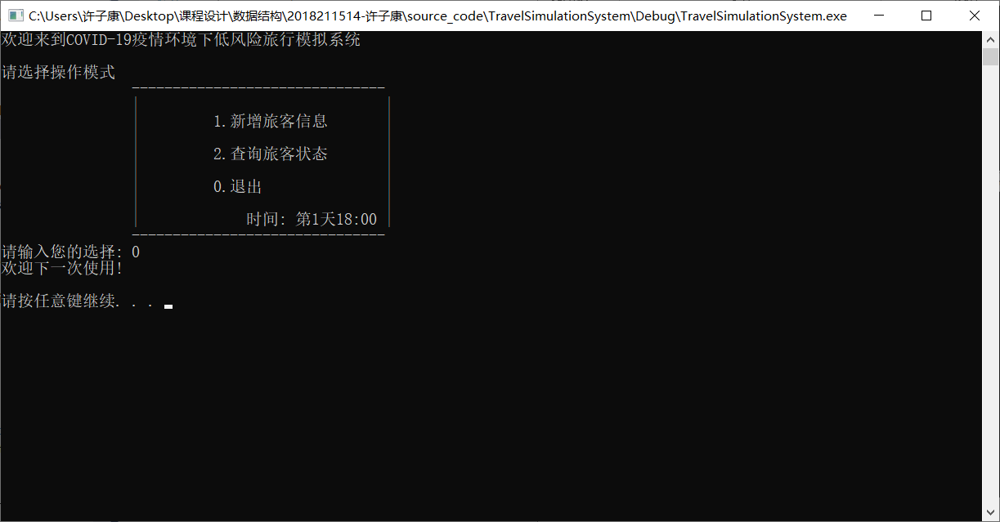 C:\Users\许子康\Desktop\课程设计\数据结构\2018211514-许子康\source_code\TravelSimulationSystem\Debug\TravelSimulationSystem.exe
欢迎来到COVID-19疫情环境下低风险旅行模拟系统
请选择操作模式
1.新增旅客信息
2.查询旅客状态
0.退出
时间: 第1天18:00
请输入您的选择: 0
欢迎下一次使用!
请按任意键继续. . .